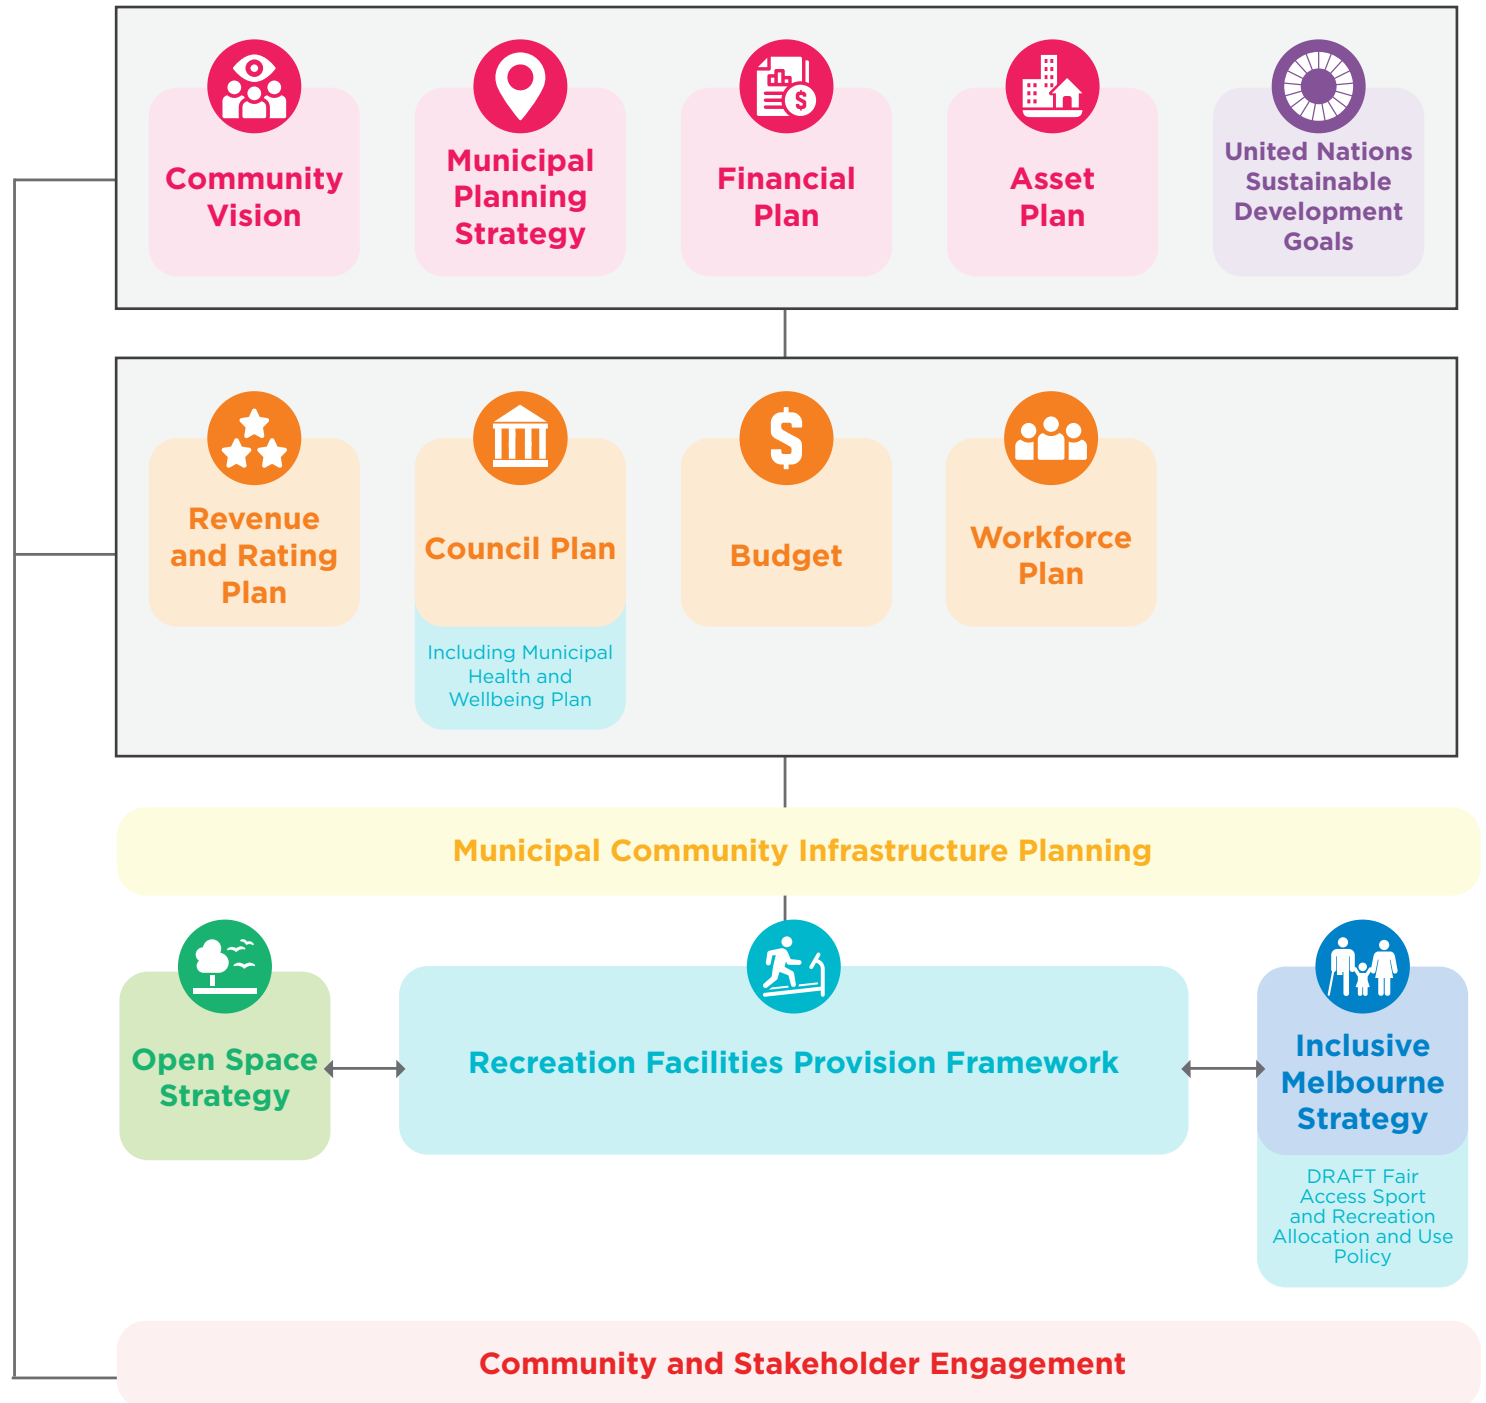 Community
Vision
Municipal
Planning
Strategy
Financial
Plan
Asset
Plan
United Nations
Sustainable
Development
Goals
Revenue
and Rating
Plan
Council Plan
Including Municipal
Health and
Wellbeing Plan
$
Budget
Workforce
Plan
Municipal Community Infrastructure Planning
Open Space
Strategy
Recreation Facilities Provision Framework
Inclusive
Melbourne
Strategy
DRAFT Fair
Access Sport
and Recreation
Allocation and Use
Policy
Community and Stakeholder Engagement